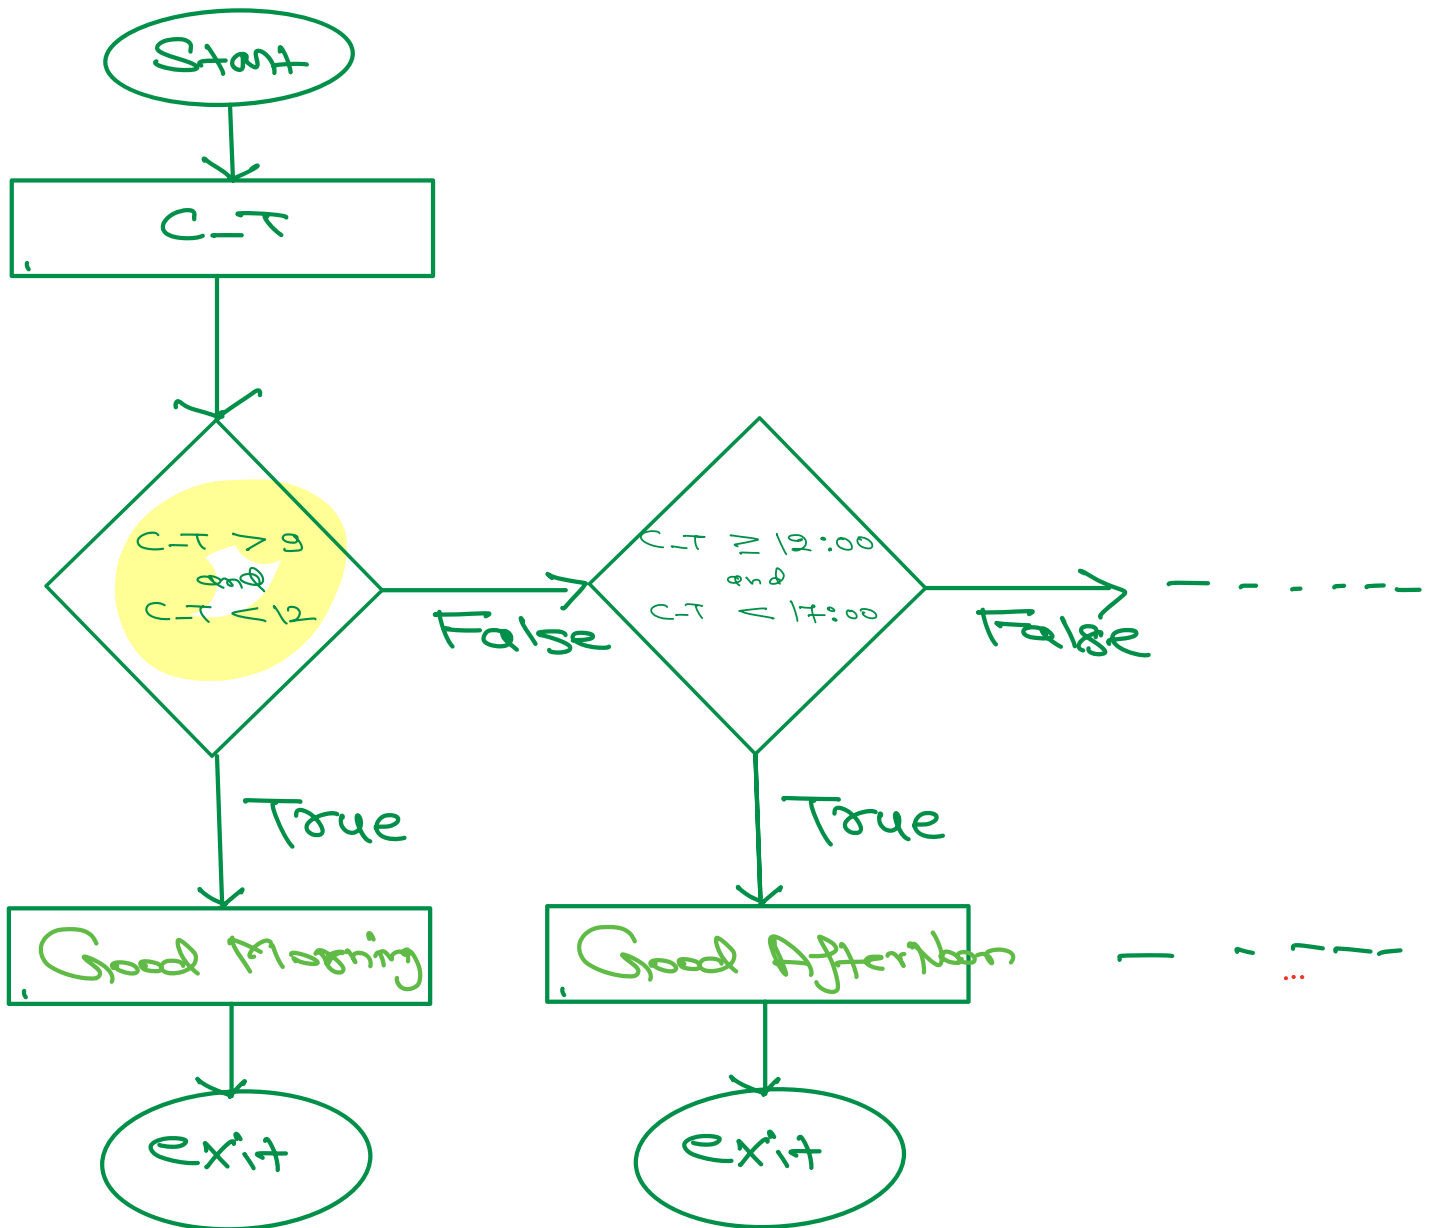 Start
C_T
C_T > 9
and
C_T < 12
False
C_T ≥ 12:00
and
C_T < 17:00
False
True
True
Good Morning
Good AfterNoon
...
exit
exit